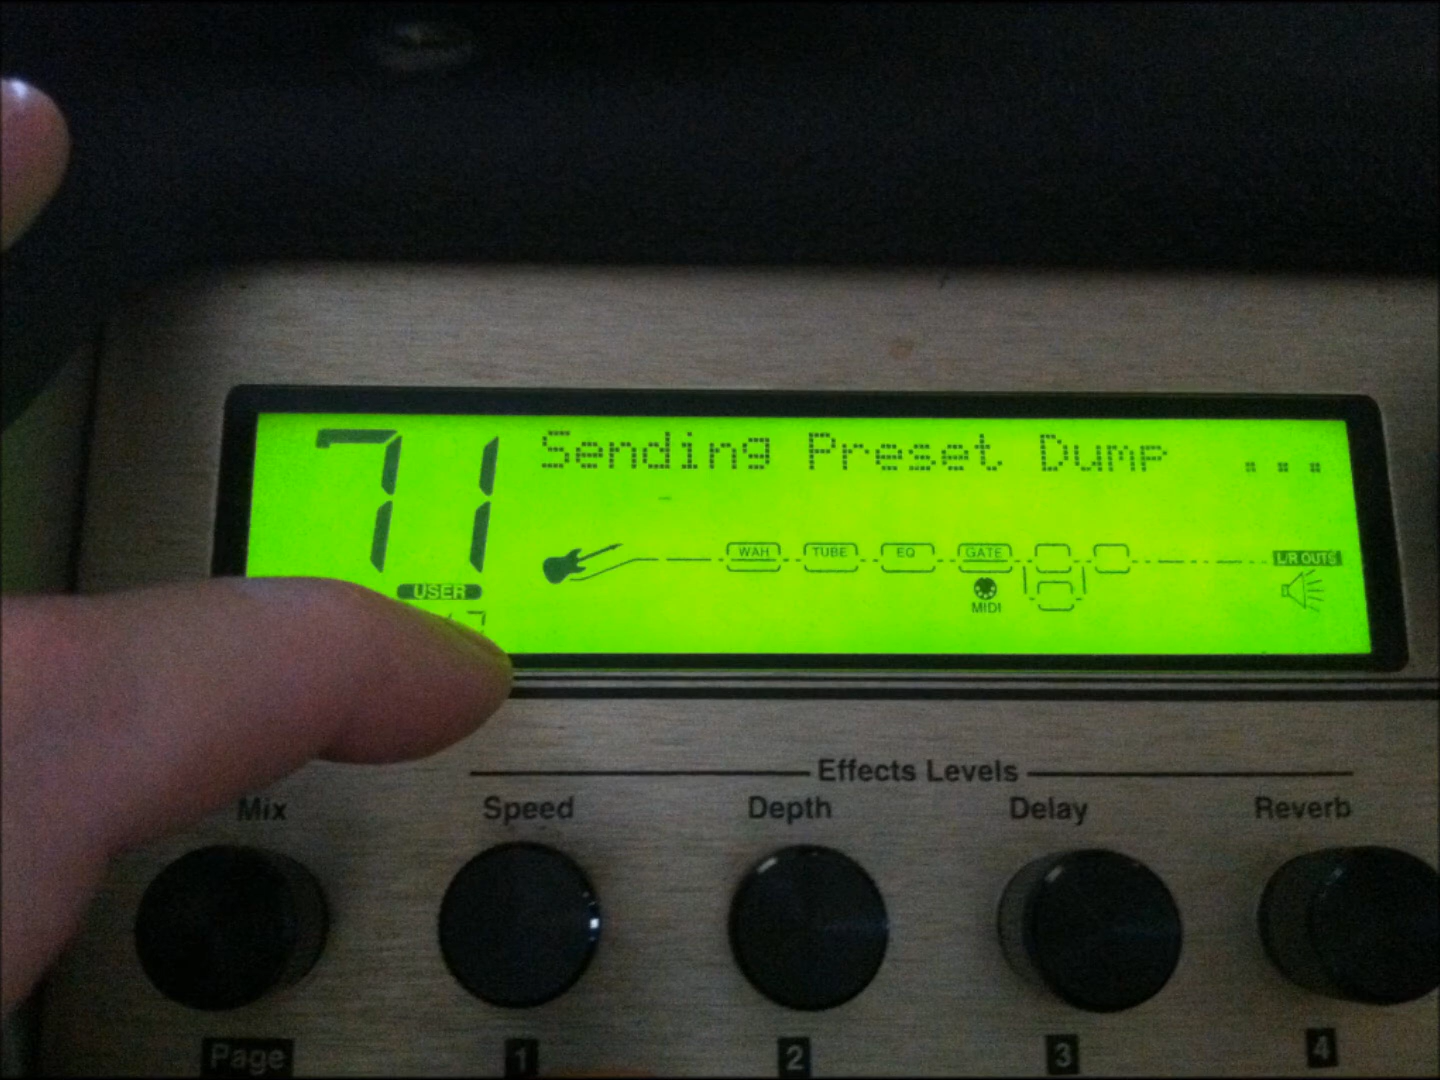 71 Sending Preset Dump ...
WAH TUBE EQ GATE L/R OUTS
USER MIDI
Effects Levels
Mix Speed Depth Delay Reverb
Page 1 2 3 4